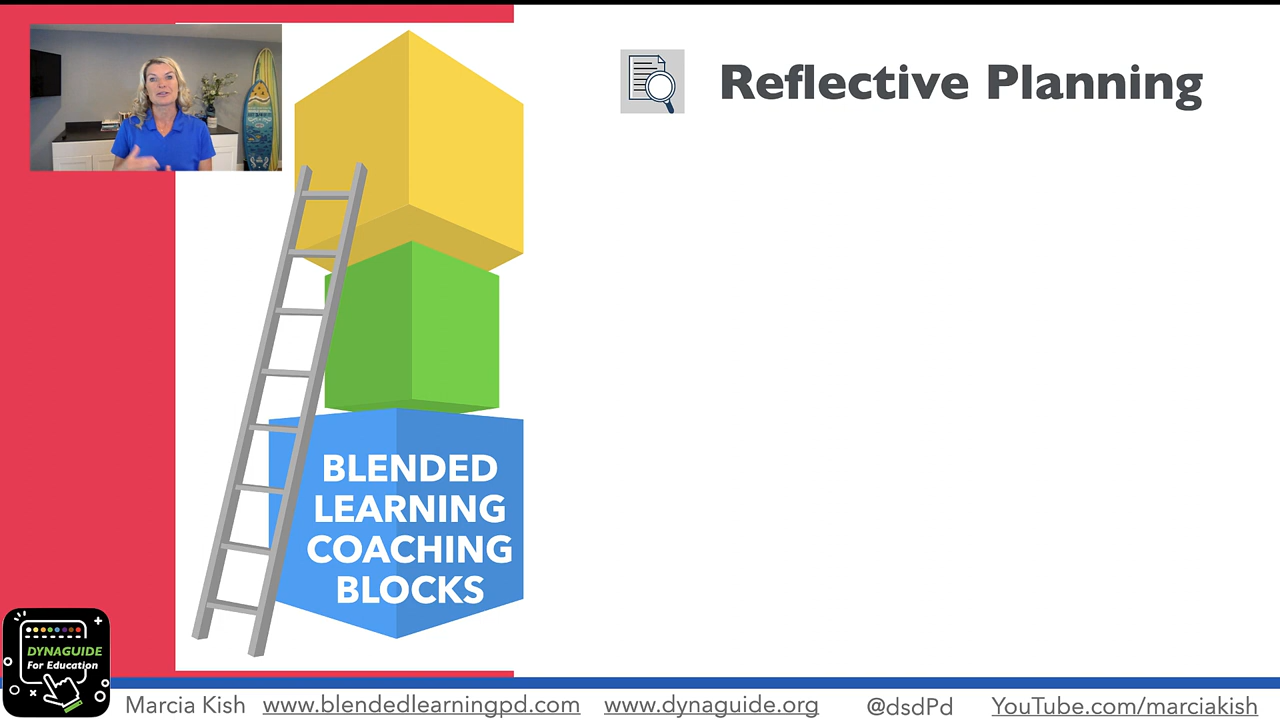 Reflective Planning
BLENDED
LEARNING
COACHING
BLOCKS
DYNAGUIDE
For Education
Marcia Kish www.blendedlearningpd.com www.dynaguide.org @dsdPd YouTube.com/marciakish